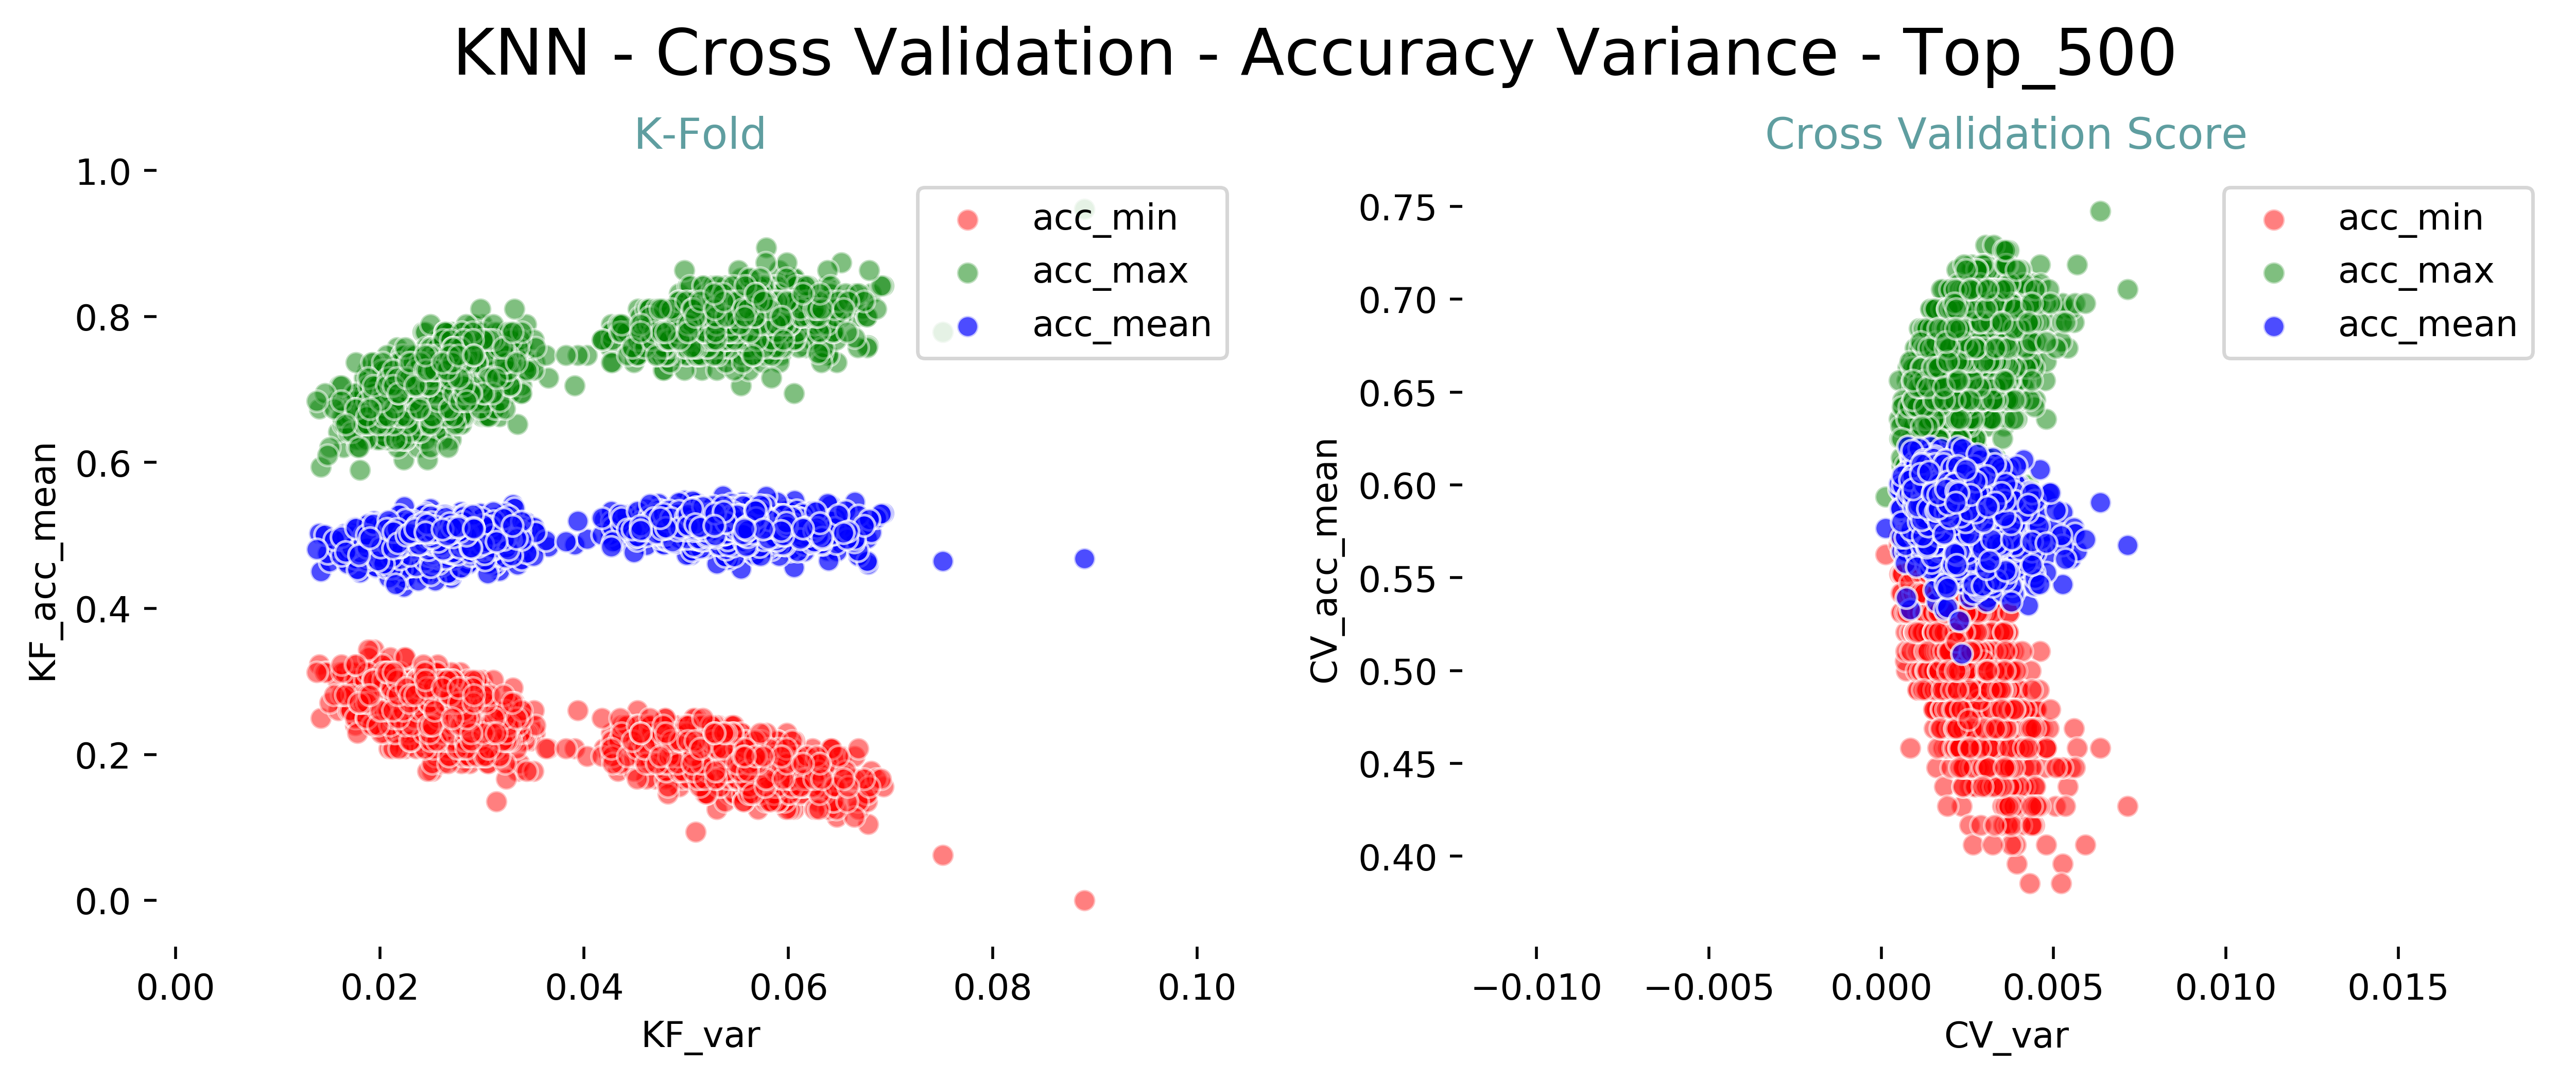 KNN - Cross Validation - Accuracy Variance - Top_500
K-Fold
KF_acc_mean
1.0
0.8
0.6
0.4
0.2
0.0
acc_min
acc_max
acc_mean
0.00 0.02 0.04 0.06 0.08 0.10
KF_var
Cross Validation Score
CV_acc_mean
0.75
0.70
0.65
0.60
0.55
0.50
0.45
0.40
acc_min
acc_max
acc_mean
−0.010 −0.005 0.000 0.005 0.010 0.015
CV_var